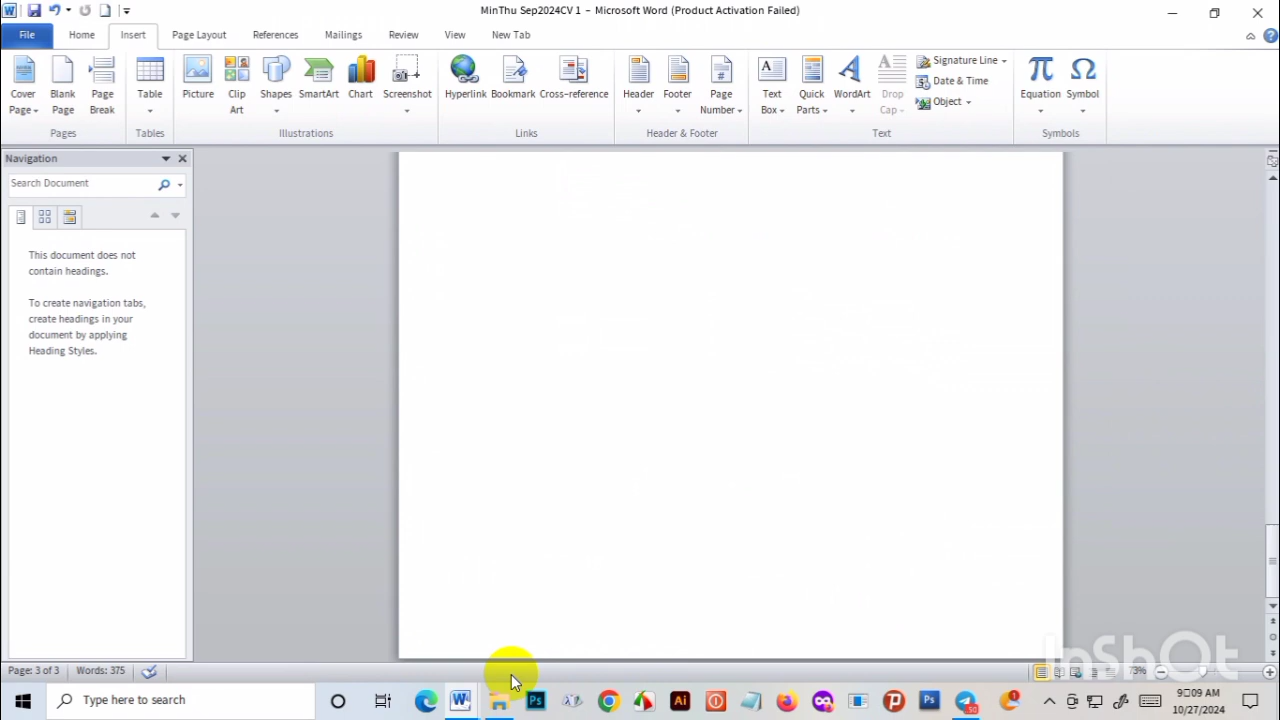 MinThu Sep2024CV 1 - Microsoft Word (Product Activation Failed)
File Home Insert Page Layout References Mailings Review View New Tab
Cover Page Blank Page Page Break Table Picture Clip Art Shapes SmartArt Chart Screenshot Hyperlink Bookmark Cross-reference Header Footer Page Number Text Box Quick Parts WordArt Drop Cap Signature Line Date & Time Object Equation Symbol
Pages Tables Illustrations Links Header & Footer Text Symbols
Navigation
Search Document
This document does not
contain headings.
To create navigation tabs,
create headings in your
document by applying
Heading Styles.
InShOt
Page: 3 of 3 Words: 375 73%
Type here to search
9:09 AM
10/27/2024